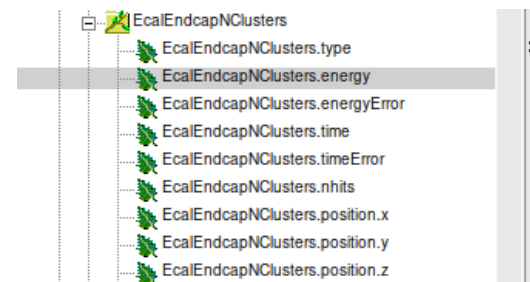 EcalEndcapNClusters
EcalEndcapNClusters.type
EcalEndcapNClusters.energy
EcalEndcapNClusters.energyError
EcalEndcapNClusters.time
EcalEndcapNClusters.timeError
EcalEndcapNClusters.nhits
EcalEndcapNClusters.position.x
EcalEndcapNClusters.position.y
EcalEndcapNClusters.position.z